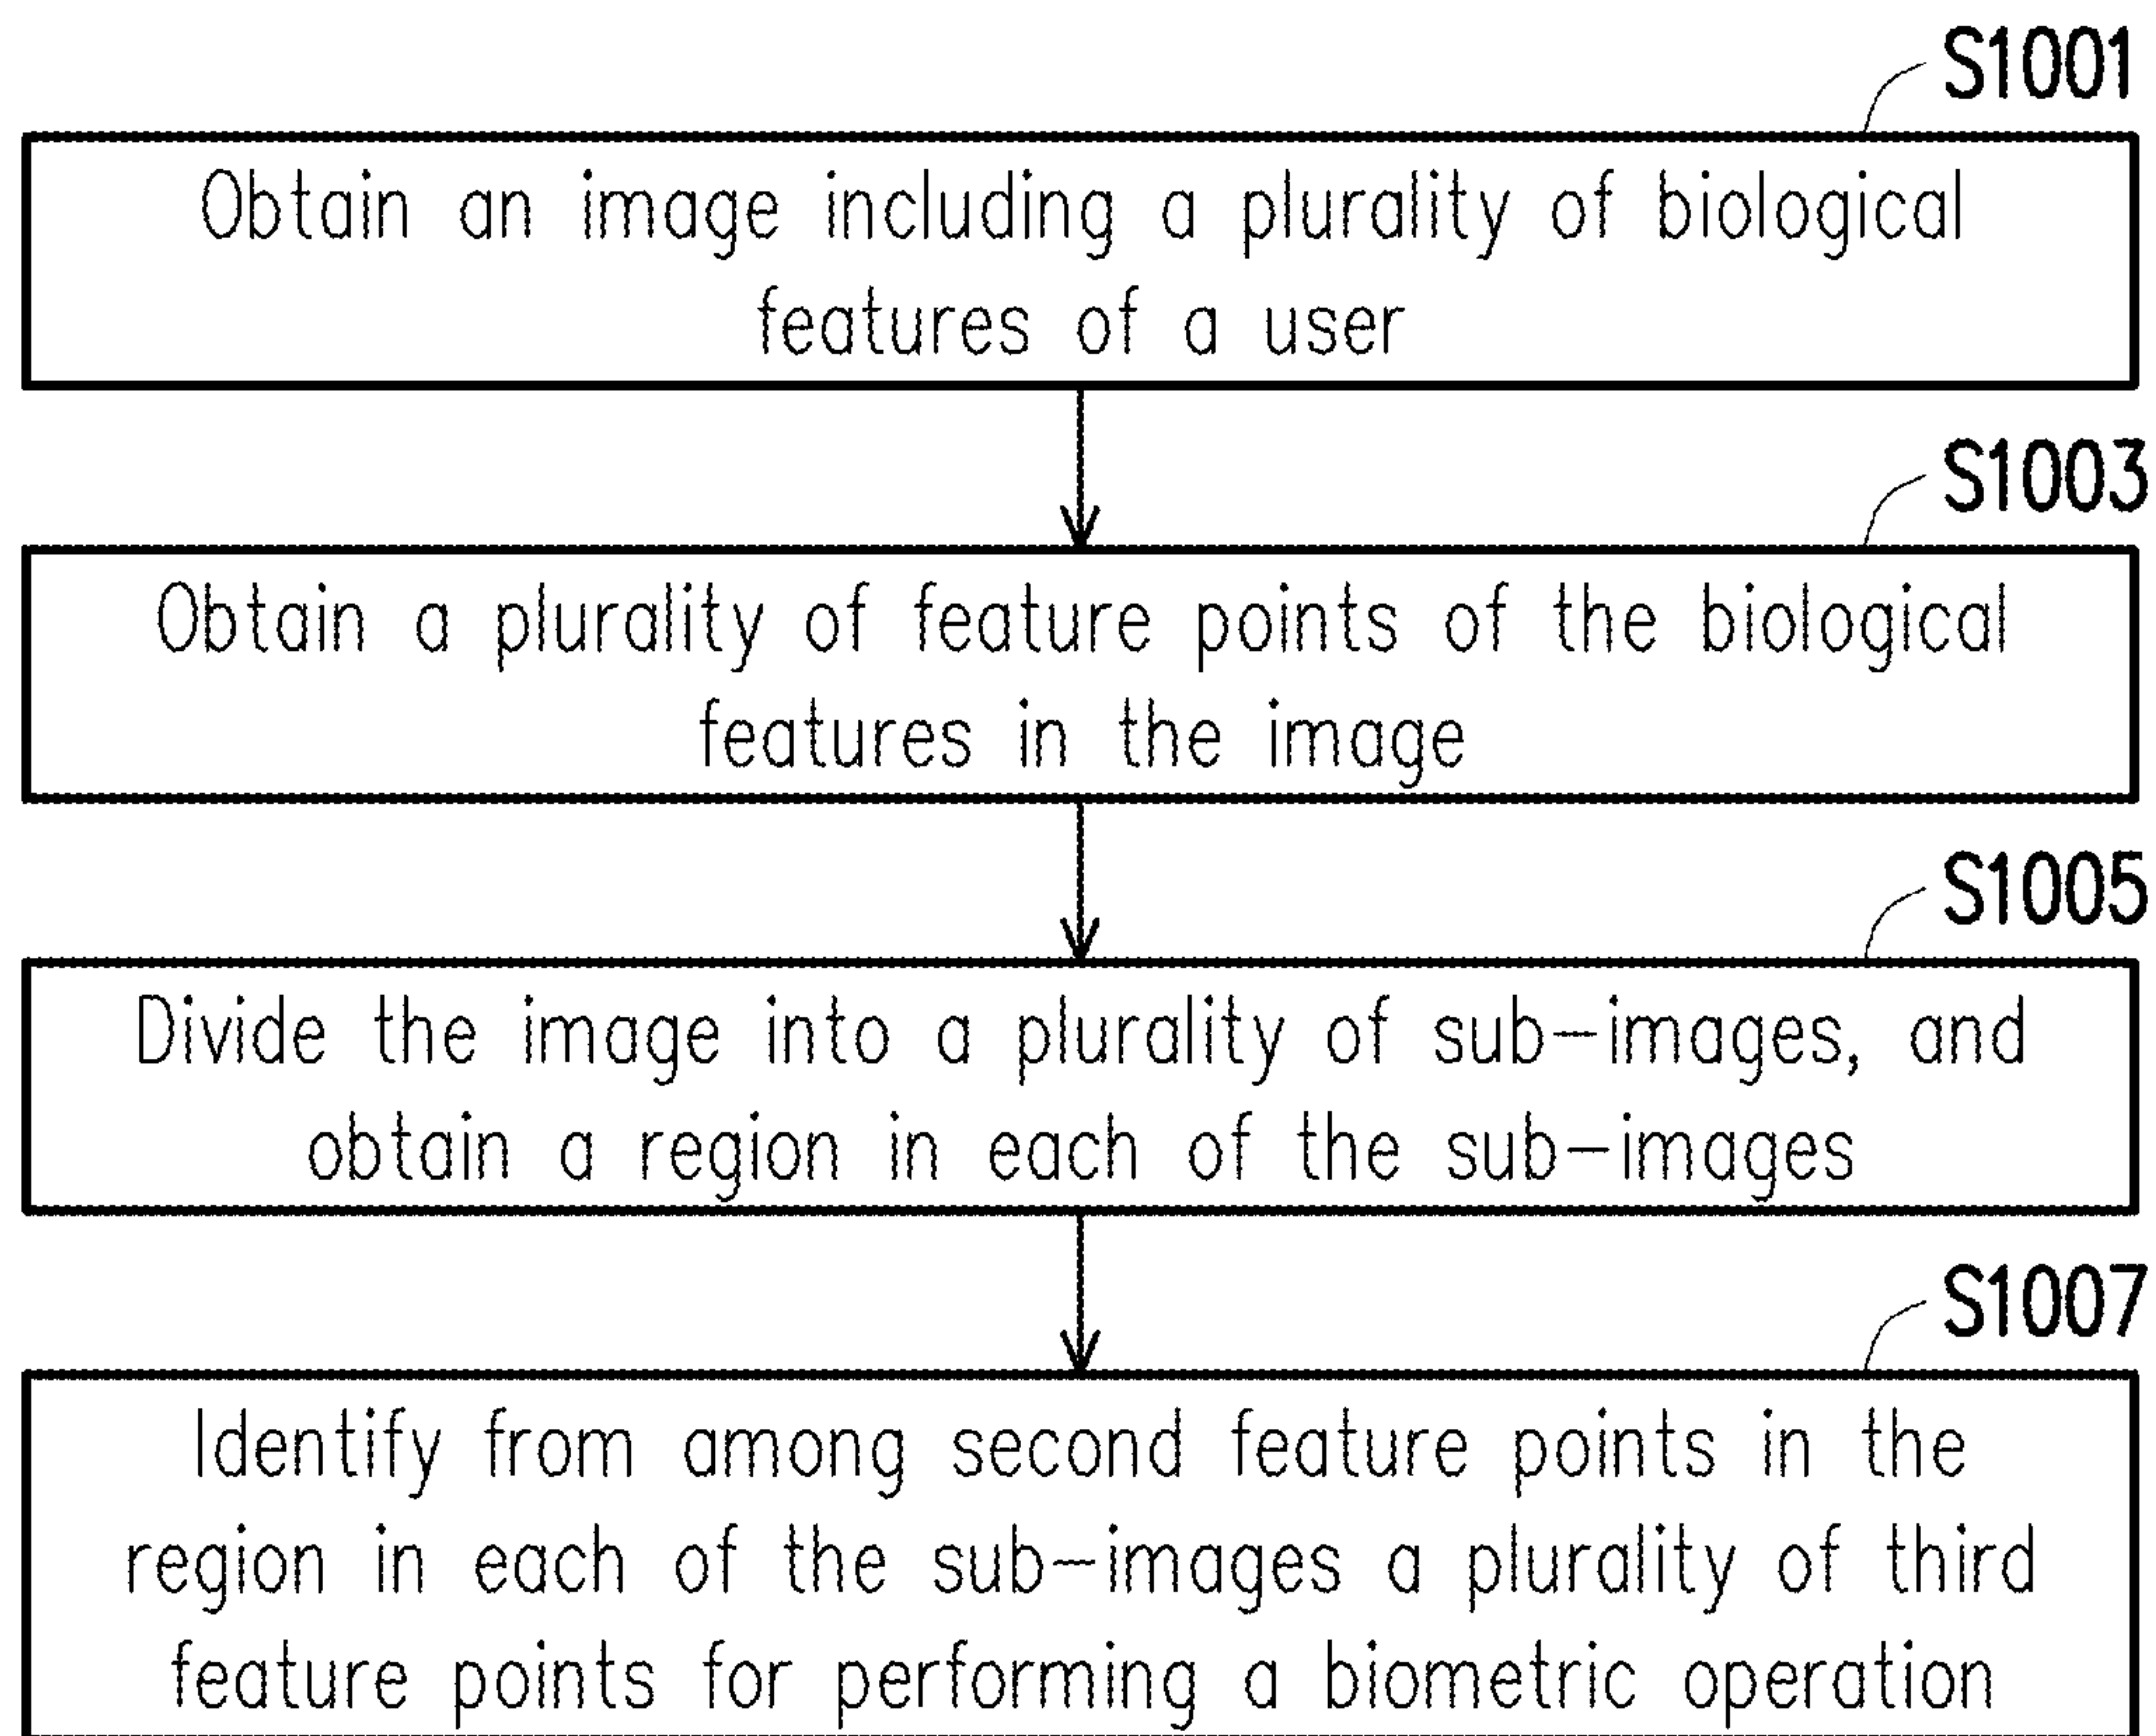 S1001
Obtain an image including a plurality of biological
features of a user
S1003
Obtain a plurality of feature points of the biological
features in the image
S1005
Divide the image into a plurality of sub-images, and
obtain a region in each of the sub-images
S1007
Identify from among second feature points in the
region in each of the sub-images a plurality of third
feature points for performing a biometric operation